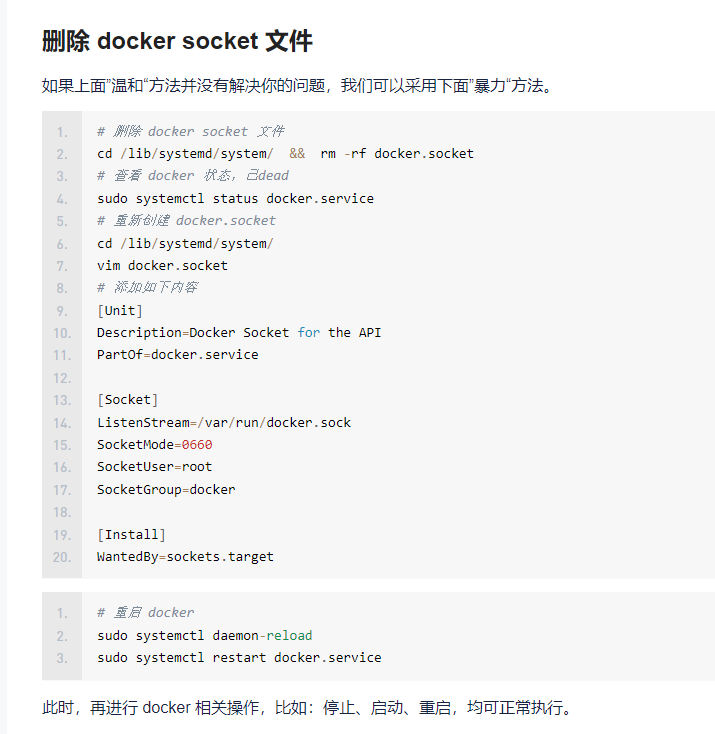 删除 docker socket 文件
如果上面”温和“方法并没有解决你的问题，我们可以采用下面”暴力“方法。
1. # 删除 docker socket 文件
2. cd /lib/systemd/system/  &&  rm -rf docker.socket
3. # 查看 docker 状态，已dead
4. sudo systemctl status docker.service
5. # 重新创建 docker.socket
6. cd /lib/systemd/system/
7. vim docker.socket
8. # 添加如下内容
9. [Unit]
10. Description=Docker Socket for the API
11. PartOf=docker.service
12.
13. [Socket]
14. ListenStream=/var/run/docker.sock
15. SocketMode=0660
16. SocketUser=root
17. SocketGroup=docker
18.
19. [Install]
20. WantedBy=sockets.target
1. # 重启 docker
2. sudo systemctl daemon-reload
3. sudo systemctl restart docker.service
此时，再进行 docker 相关操作，比如：停止、启动、重启，均可正常执行。